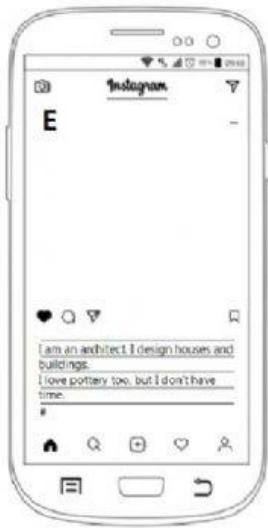 Instagram
E
I am an architect. I design houses and
buildings.
I love pottery too, but I don't have
time.
#